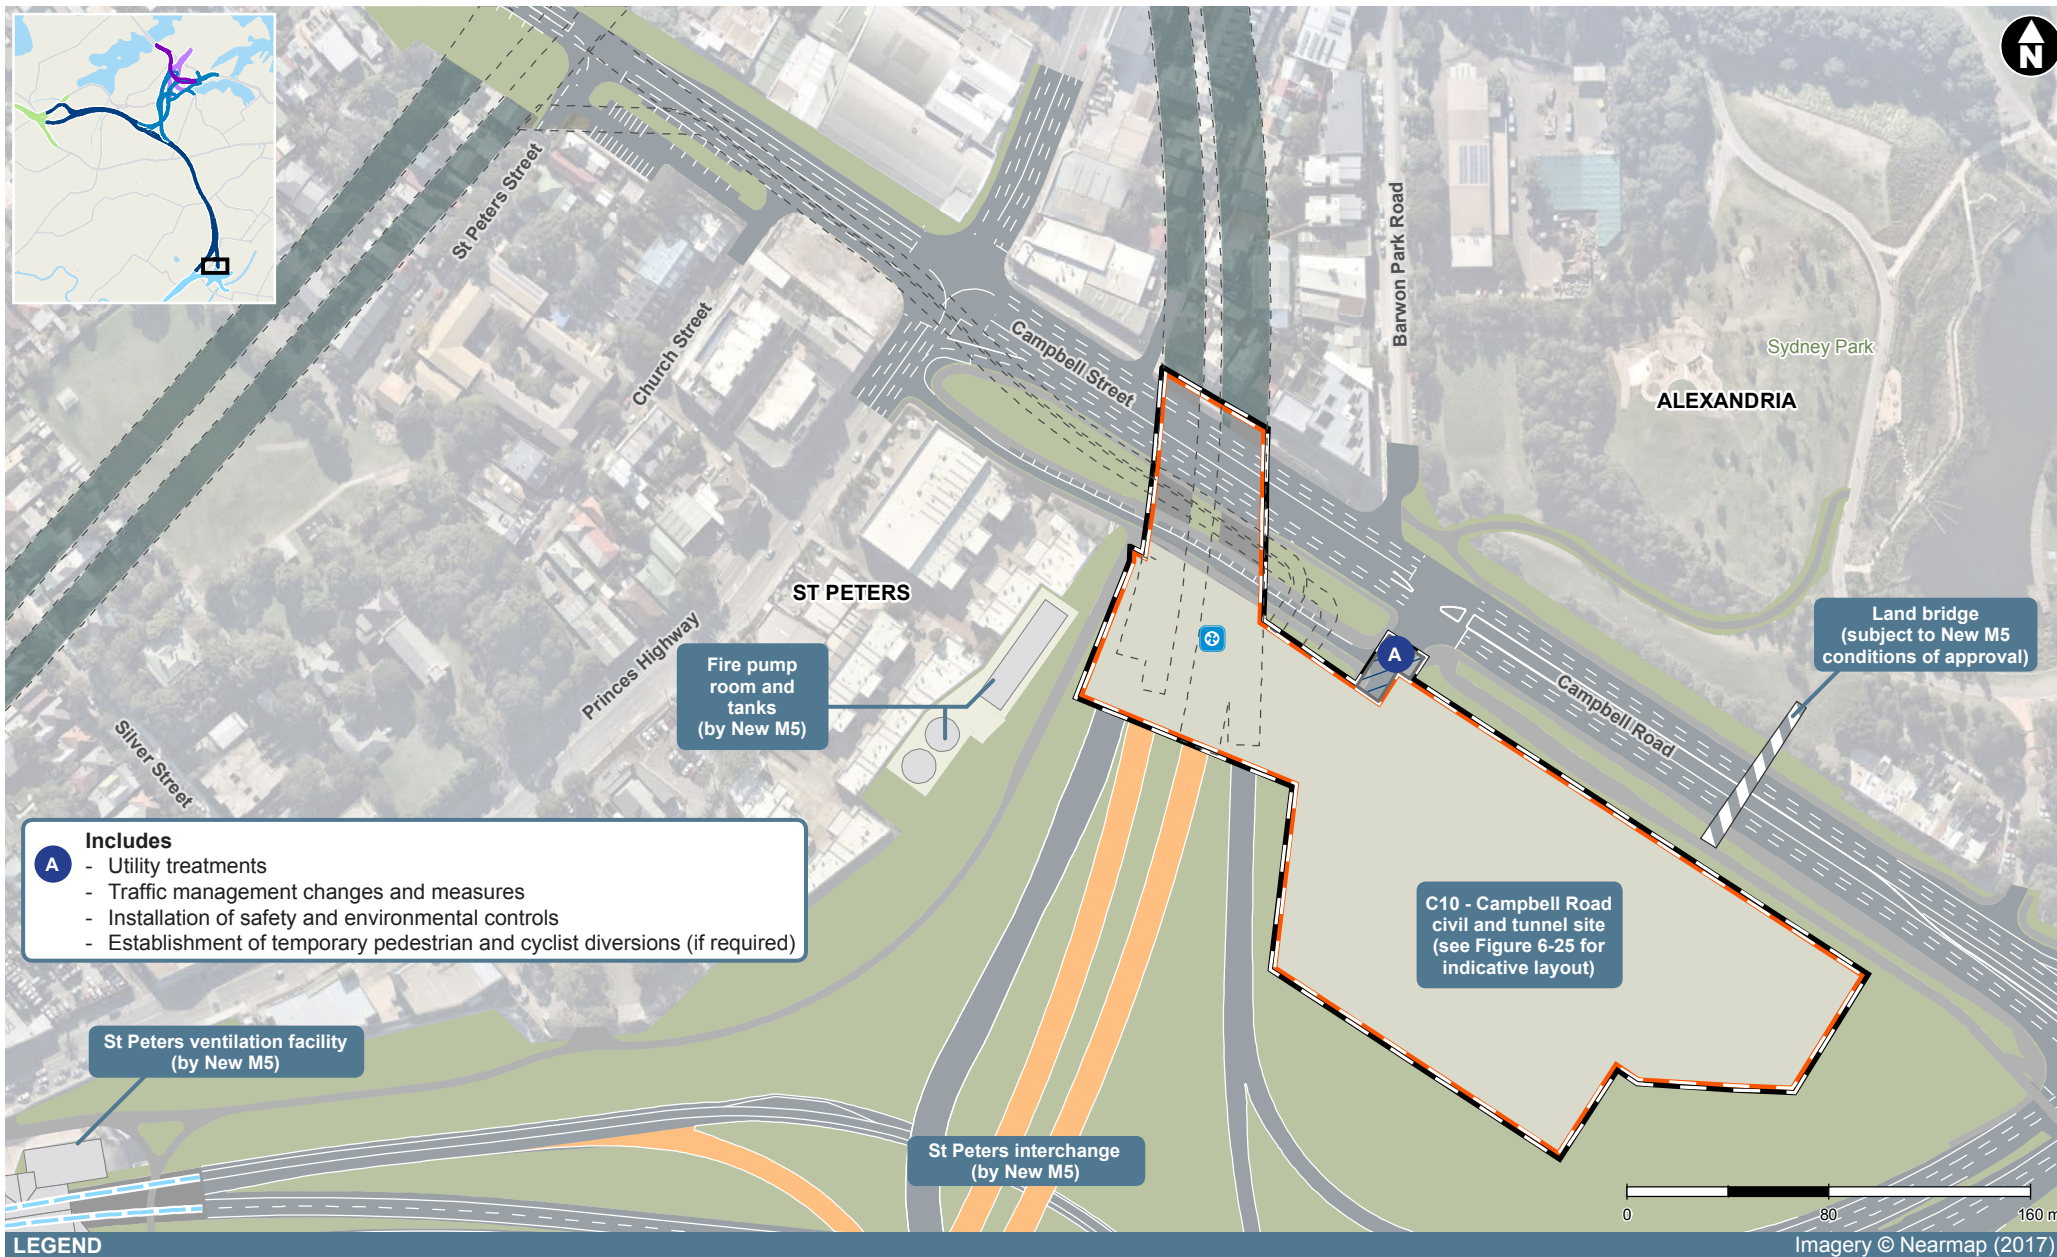 N
St Peters Street
Church Street
Campbell Street
Barwon Park Road
Sydney Park
ALEXANDRIA
ST PETERS
Princes Highway
Silver Street
Fire pump
room and
tanks
(by New M5)
A
Land bridge
(subject to New M5
conditions of approval)
Campbell Road
Includes
A
- Utility treatments
- Traffic management changes and measures
- Installation of safety and environmental controls
- Establishment of temporary pedestrian and cyclist diversions (if required)
C10 - Campbell Road
civil and tunnel site
(see Figure 6-25 for
indicative layout)
St Peters ventilation facility
(by New M5)
St Peters interchange
(by New M5)
0 80 160 m
LEGEND
Imagery © Nearmap (2017)